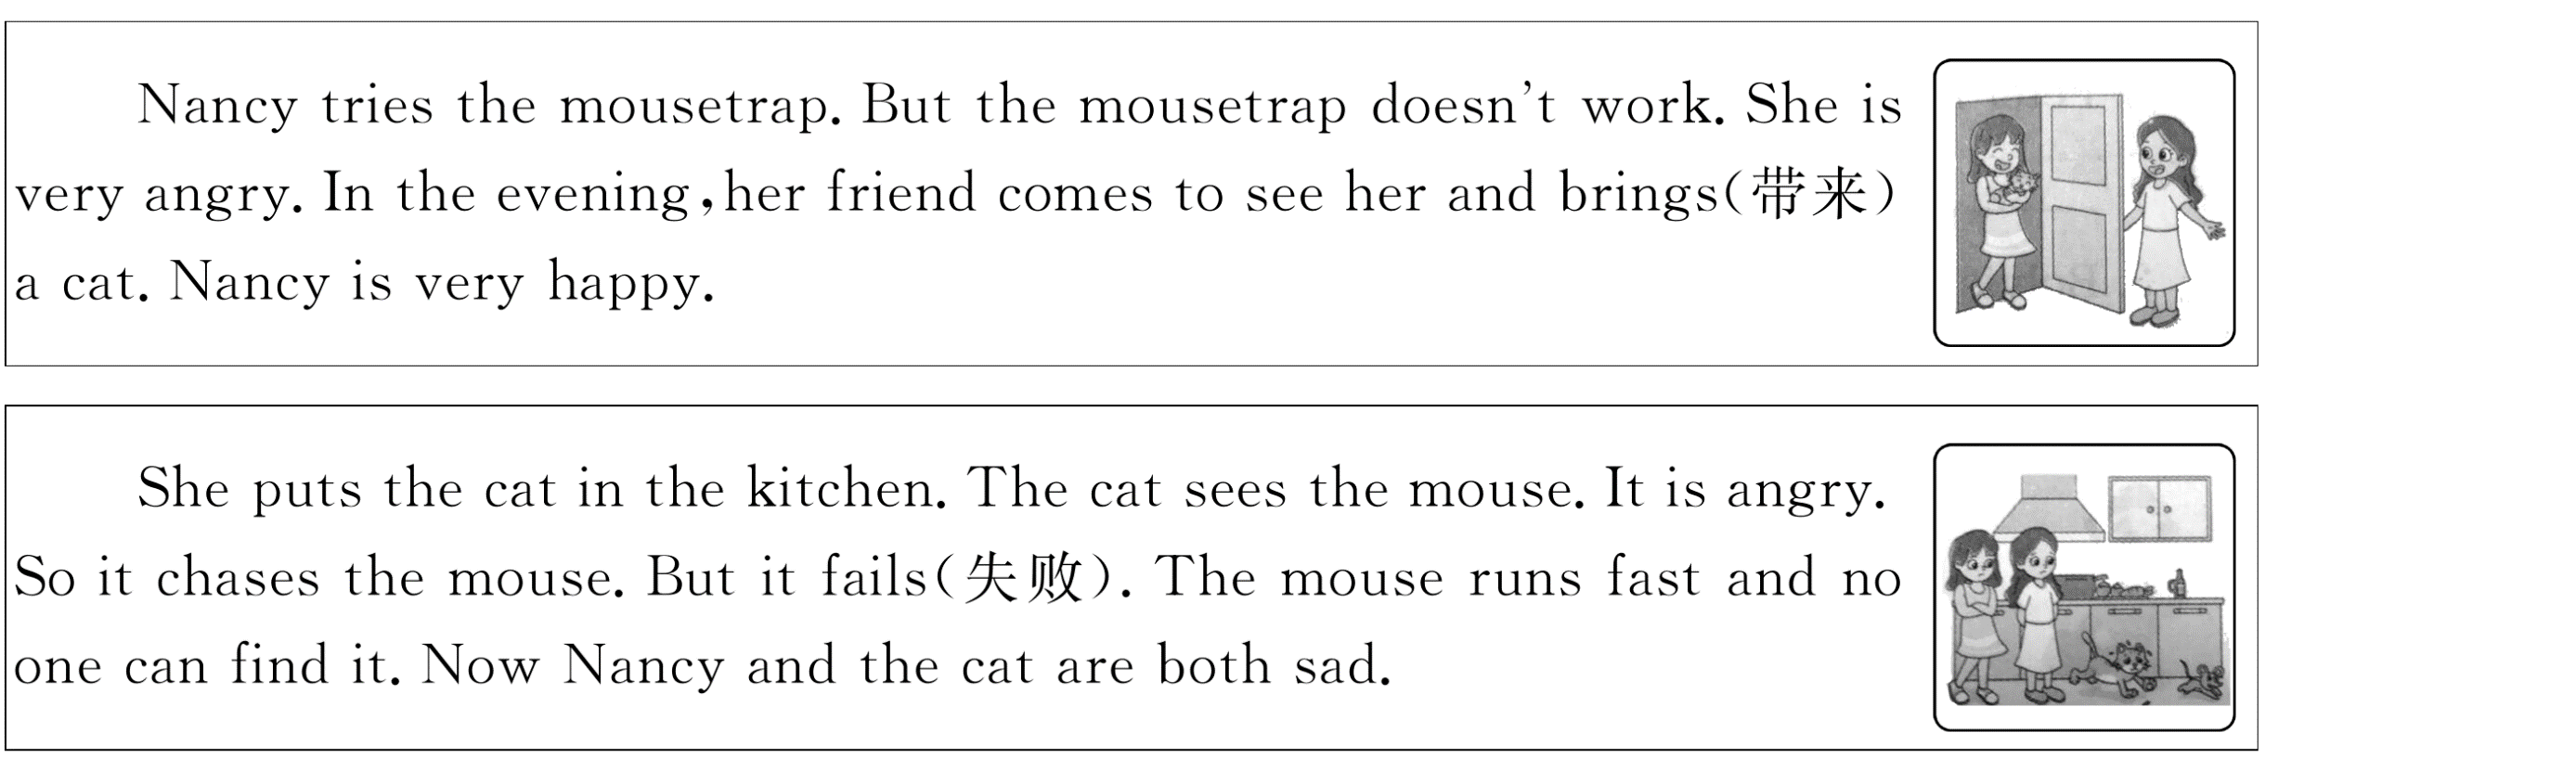 Nancy tries the mousetrap. But the mousetrap doesn't work. She is
very angry. In the evening,her friend comes to see her and brings(带来)
a cat. Nancy is very happy.
She puts the cat in the kitchen. The cat sees the mouse. It is angry.
So it chases the mouse. But it fails(失败). The mouse runs fast and no
one can find it. Now Nancy and the cat are both sad.